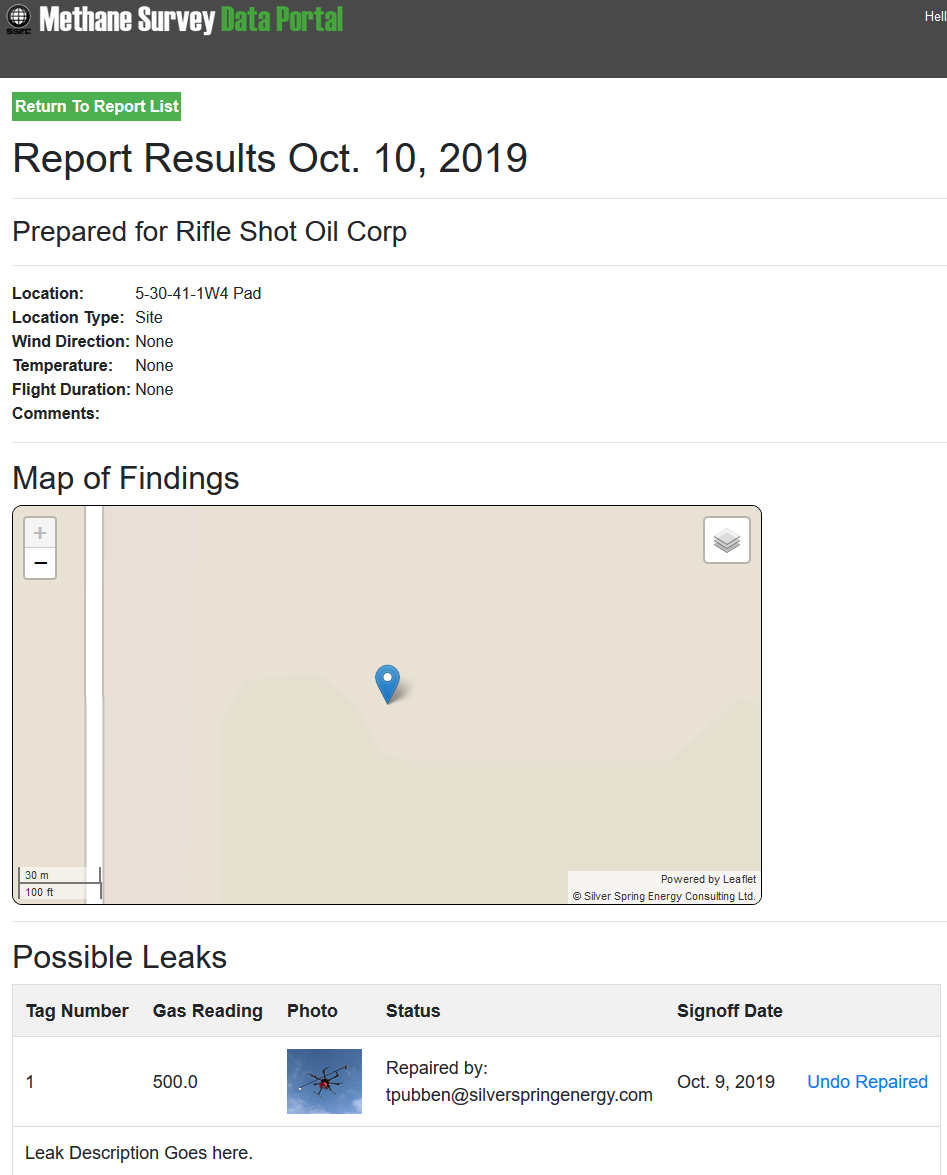 SSEC
Methane Survey Data Portal
Hell
Return To Report List
Report Results Oct. 10, 2019
Prepared for Rifle Shot Oil Corp
Location: 5-30-41-1W4 Pad
Location Type: Site
Wind Direction: None
Temperature: None
Flight Duration: None
Comments:
Map of Findings
+
−
30 m
100 ft
Powered by Leaflet
© Silver Spring Energy Consulting Ltd.
Possible Leaks
Tag Number Gas Reading Photo Status Signoff Date
1 500.0 Repaired by: tpubben@silverspringenergy.com Oct. 9, 2019 Undo Repaired
Leak Description Goes here.